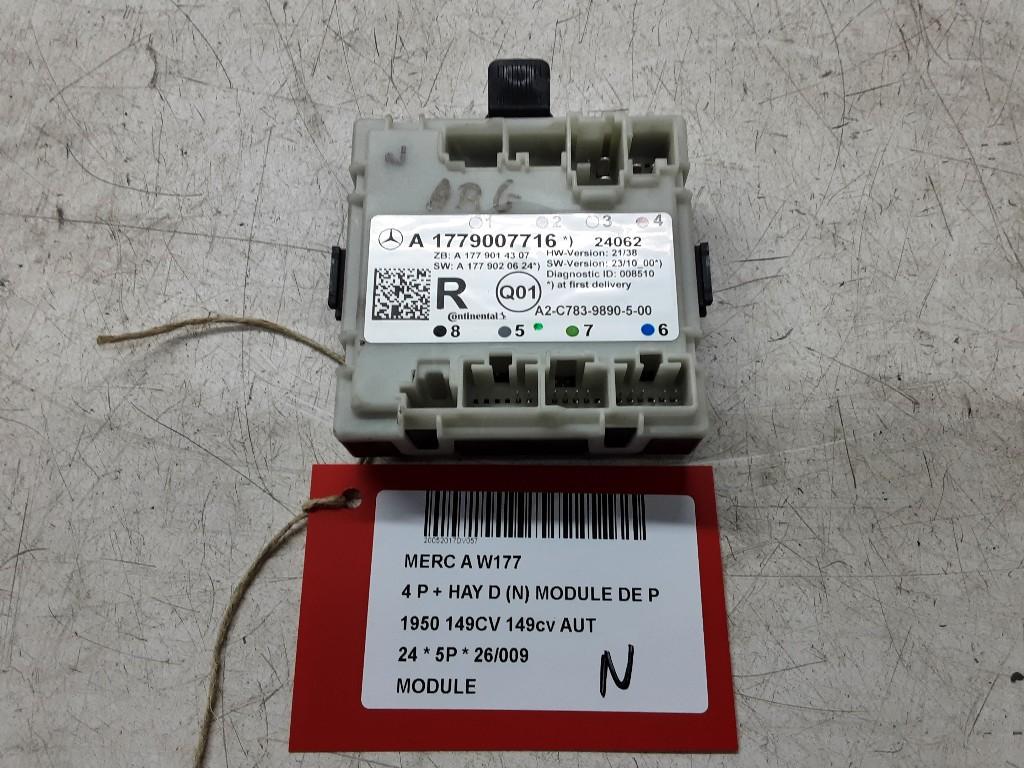 1 2 3 4
A 1779007716 *) 24062
ZB: A 177 901 43 07 HW-Version: 21/38
SW: A 177 902 06 24*) SW-Version: 23/10_00*)
Diagnostic ID: 008510
*) at first delivery
R Q01
Continental A2-C783-9890-5-00
8 5 7 6
20052017DV057
MERC A W177
4 P + HAY D (N) MODULE DE P
1950 149CV 149cv AUT
24 * 5P * 26/009
MODULE N